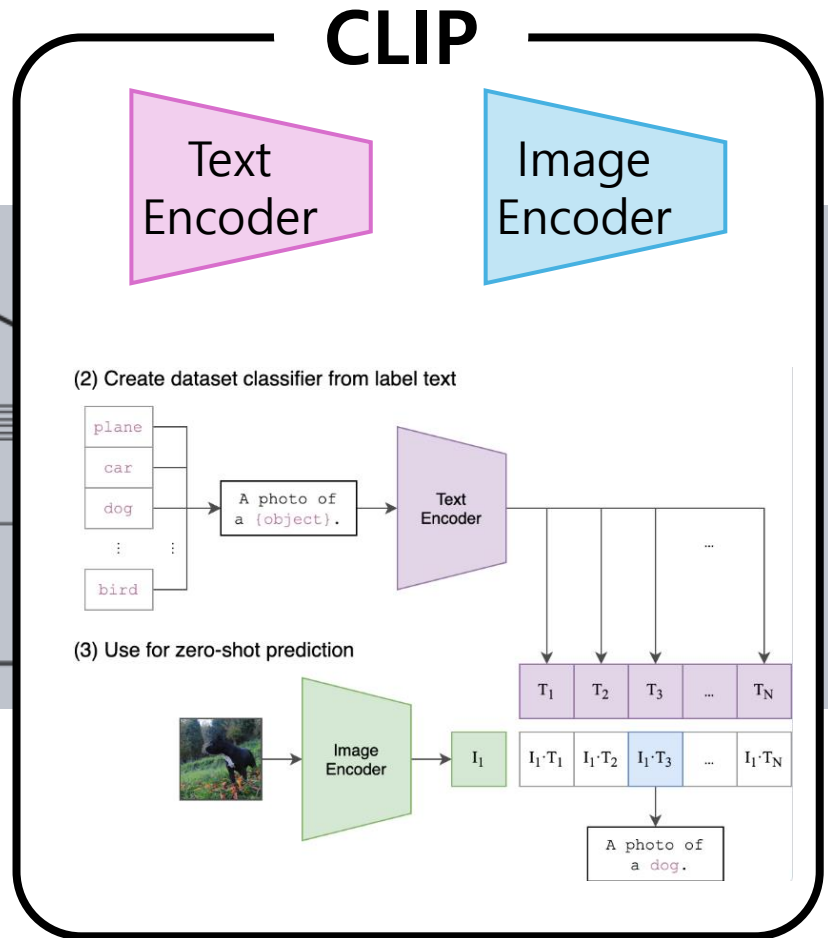 CLIP
Text
Encoder
Image
Encoder
(2) Create dataset classifier from label text
plane
car
dog
⋮ ⋮
bird
A photo of
a {object}.
Text
Encoder
...
(3) Use for zero-shot prediction
Image
Encoder
I₁
T₁ T₂ T₃ ... T_N
I₁·T₁ I₁·T₂ I₁·T₃ ... I₁·T_N
A photo of
a dog.